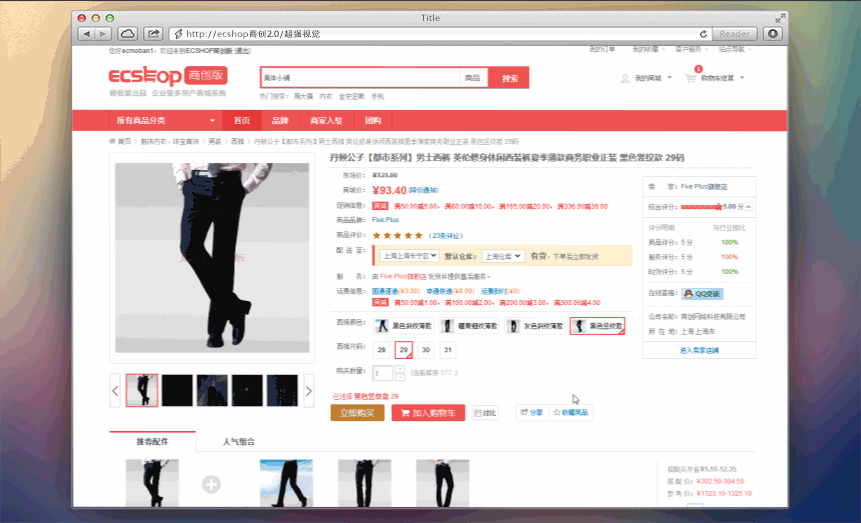 Title
http://ecshop商创2.0/超强视觉
Reader
您好ecmoban1，欢迎来到ECSHOP商创版 [退出]
我的订单
我的收藏
客户服务
站点导航
ECSHOP 商创版
模板堂出品 企业级多用户商城系统
美体小铺
商品
搜索
热门搜索： 周大福 内衣 金史密斯 手机
我的商城
1
购物车结算
所有商品分类
首页
品牌
商家入驻
团购
首页 > 服饰内衣、珠宝首饰 > 男装 > 西裤 > 丹顿公子【都市系列】男士西裤 英伦修身休闲西装裤夏季薄款商务职业正装 黑色竖纹款 29码
丹顿公子【都市系列】男士西裤 英伦修身休闲西装裤夏季薄款商务职业正装 黑色竖纹款 29码
市场价：
商城价： ¥93.40 (降价通知)
促销信息： 满减 满50.00减5.00， 满80.00减10.00， 满165.00减20.00， 满336.00减36.00
商品品牌： Five Plus
商品评价： ( 23条评论 )
配 送 至： 上海上海长宁区 默认仓库： 上海仓库 有货，下单后立即发货
服 务： 由 Five Plus旗舰店 发货并提供售后服务。
运费信息： 圆通速递(¥3.00) 申通快递(¥8.00) 运费到付(¥0)
满减 满50.00减1.00， 满100.00减2.00， 满200.00减3.00， 满300.00减4.00
西裤颜色： 黑色斜纹薄款 藏青细纹薄款 灰色斜纹薄款 黑色竖纹款
西裤尺码： 28 29 30 31
购买数量： 1
已选择 黑色竖纹款 29
立即购买
加入购物车
对比
分享
收藏商品
卖 家： Five Plus旗舰店
综合评分： 5.00 分
评分明细 与行业相比
商品评分： 5 分 100%
服务评分： 5 分 100%
时效评分： 5 分 100%
在线客服： QQ交谈
公司名称： 商创网络科技有限公司
所 在 地： 上海 上海市
进入卖家店铺
推荐配件
人气组合
搭配共省 ¥5.55-52.35
搭 配 价： ¥302.50-304.50
参 考 价： ¥1323.10-1325.10